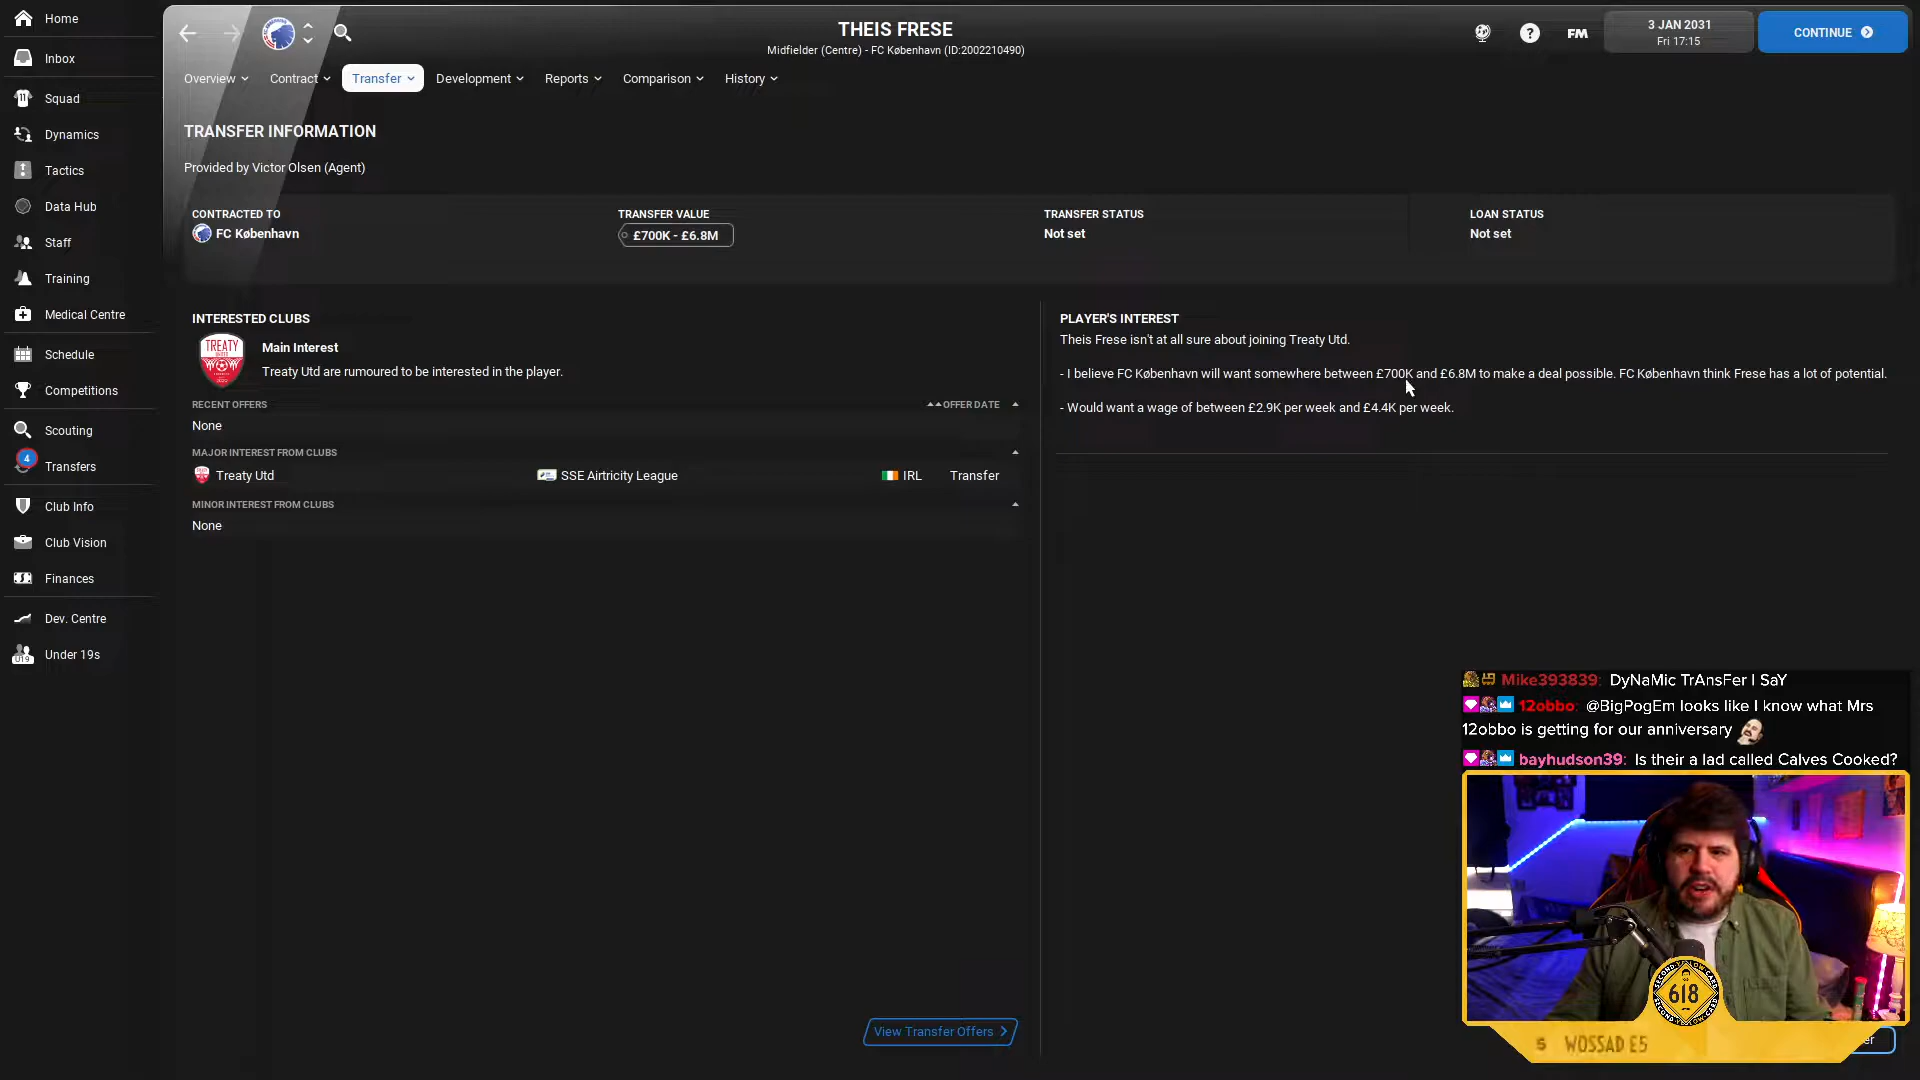 Home
Inbox
Squad
Dynamics
Tactics
Data Hub
Staff
Training
Medical Centre
Schedule
Competitions
Scouting
4
Transfers
Club Info
Club Vision
Finances
Dev. Centre
U19
Under 19s
THEIS FRESE
Midfielder (Centre) - FC København (ID:2002210490)
FM
3 JAN 2031
Fri 17:15
CONTINUE
Overview
Contract
Transfer
Development
Reports
Comparison
History
TRANSFER INFORMATION
Provided by Victor Olsen (Agent)
CONTRACTED TO
FC København
TRANSFER VALUE
£700K - £6.8M
TRANSFER STATUS
Not set
LOAN STATUS
Not set
INTERESTED CLUBS
TREATY
UNITED
Main Interest
Treaty Utd are rumoured to be interested in the player.
RECENT OFFERS
OFFER DATE
None
MAJOR INTEREST FROM CLUBS
Treaty Utd SSE Airtricity League IRL Transfer
MINOR INTEREST FROM CLUBS
None
View Transfer Offers
PLAYER'S INTEREST
Theis Frese isn't at all sure about joining Treaty Utd.
- I believe FC København will want somewhere between £700K and £6.8M to make a deal possible. FC København think Frese has a lot of potential.
- Would want a wage of between £2.9K per week and £4.4K per week.
Mike393839: DyNaMic TrAnsFer I SaY
12obbo: @BigPogEm looks like I know what Mrs
12obbo is getting for our anniversary
bayhudson39: Is their a lad called Calves Cooked?
SECOND YELLOW CARD
618
WOSSAD E5